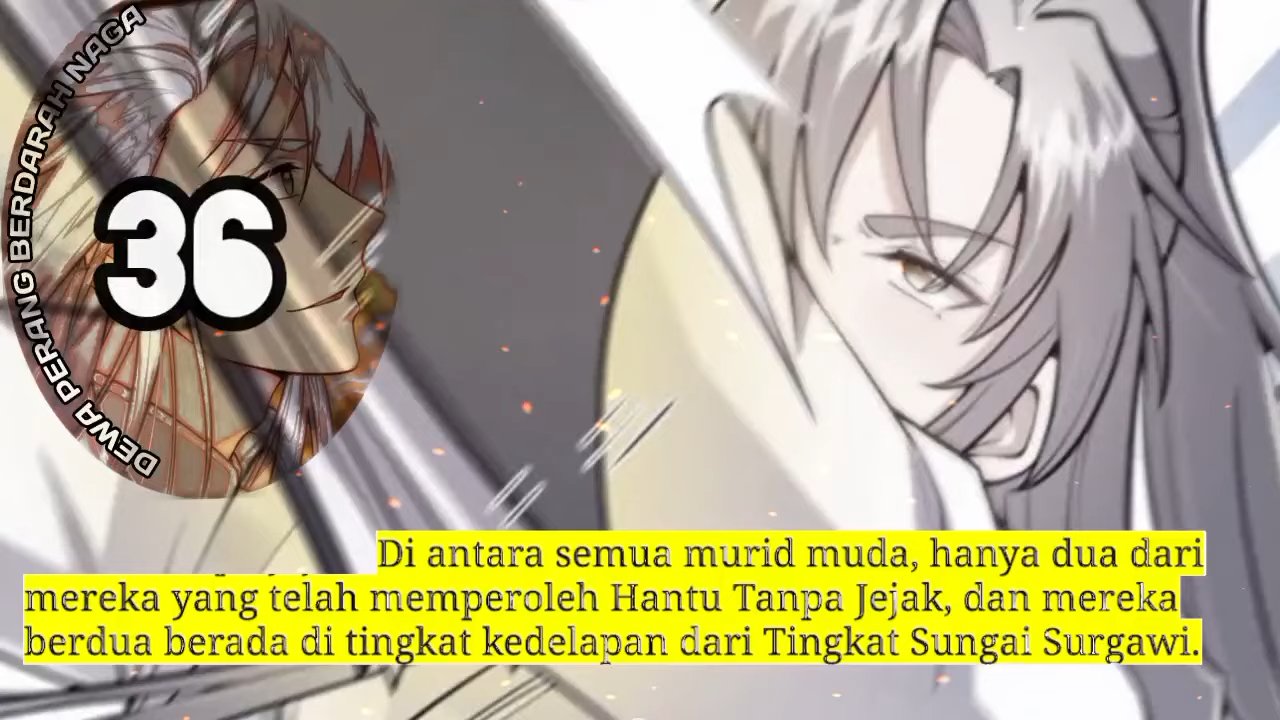 DEWA PERANG BERDARAH NAGA
36
Di antara semua murid muda, hanya dua dari
mereka yang telah memperoleh Hantu Tanpa Jejak, dan mereka
berdua berada di tingkat kedelapan dari Tingkat Sungai Surgawi.